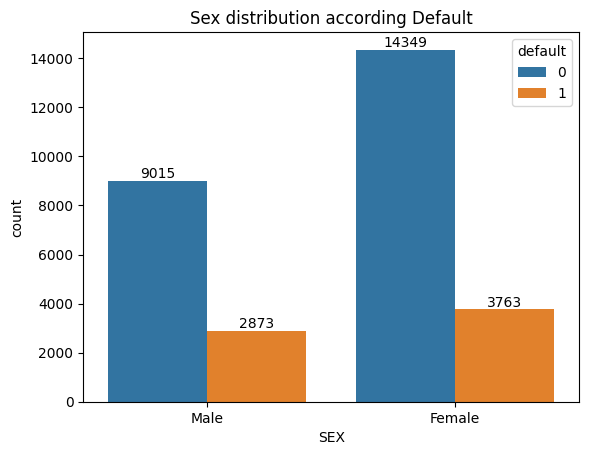 Sex distribution according Default
14000
12000
10000
8000
6000
4000
2000
0
count
9015
2873
14349
3763
default
0
1
Male
Female
SEX